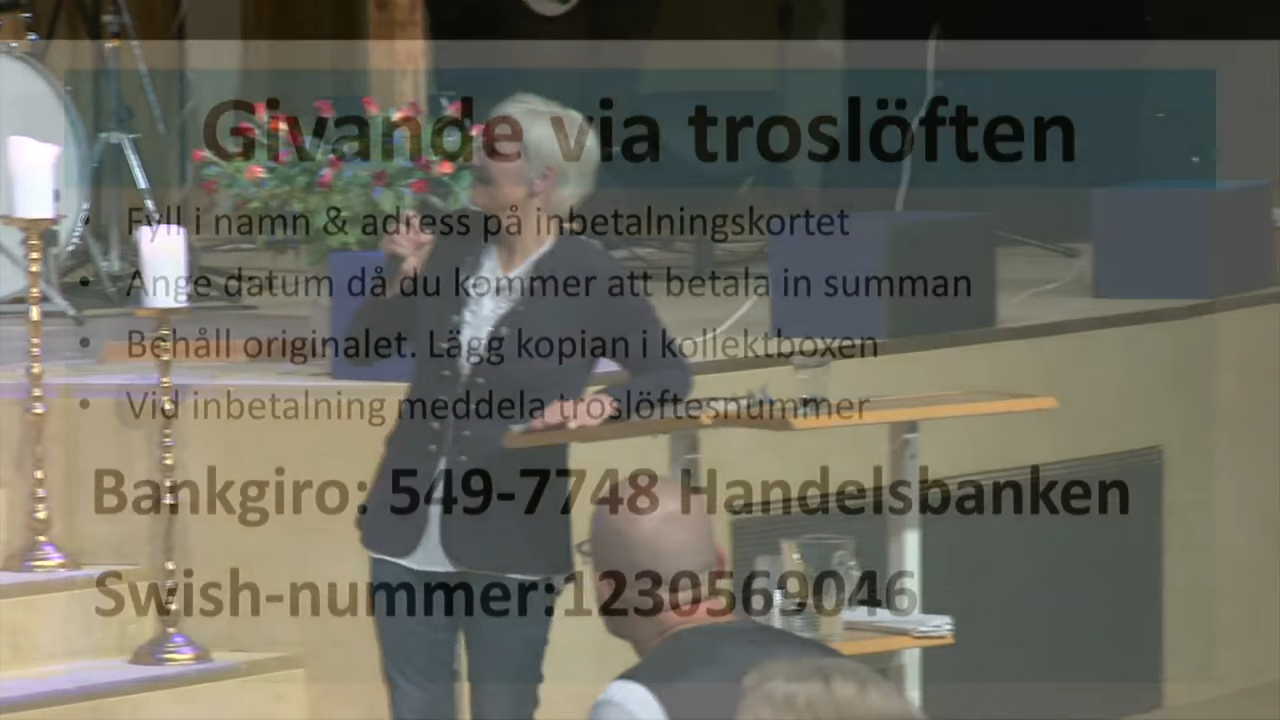 Givande via troslöften
• Fyll i namn & adress på inbetalningskortet
• Ange datum då du kommer att betala in summan
• Behåll originalet. Lägg kopian i kollektboxen
• Vid inbetalning meddela troslöftesnummer
Bankgiro: 549-7748 Handelsbanken
Swish-nummer:1230569046